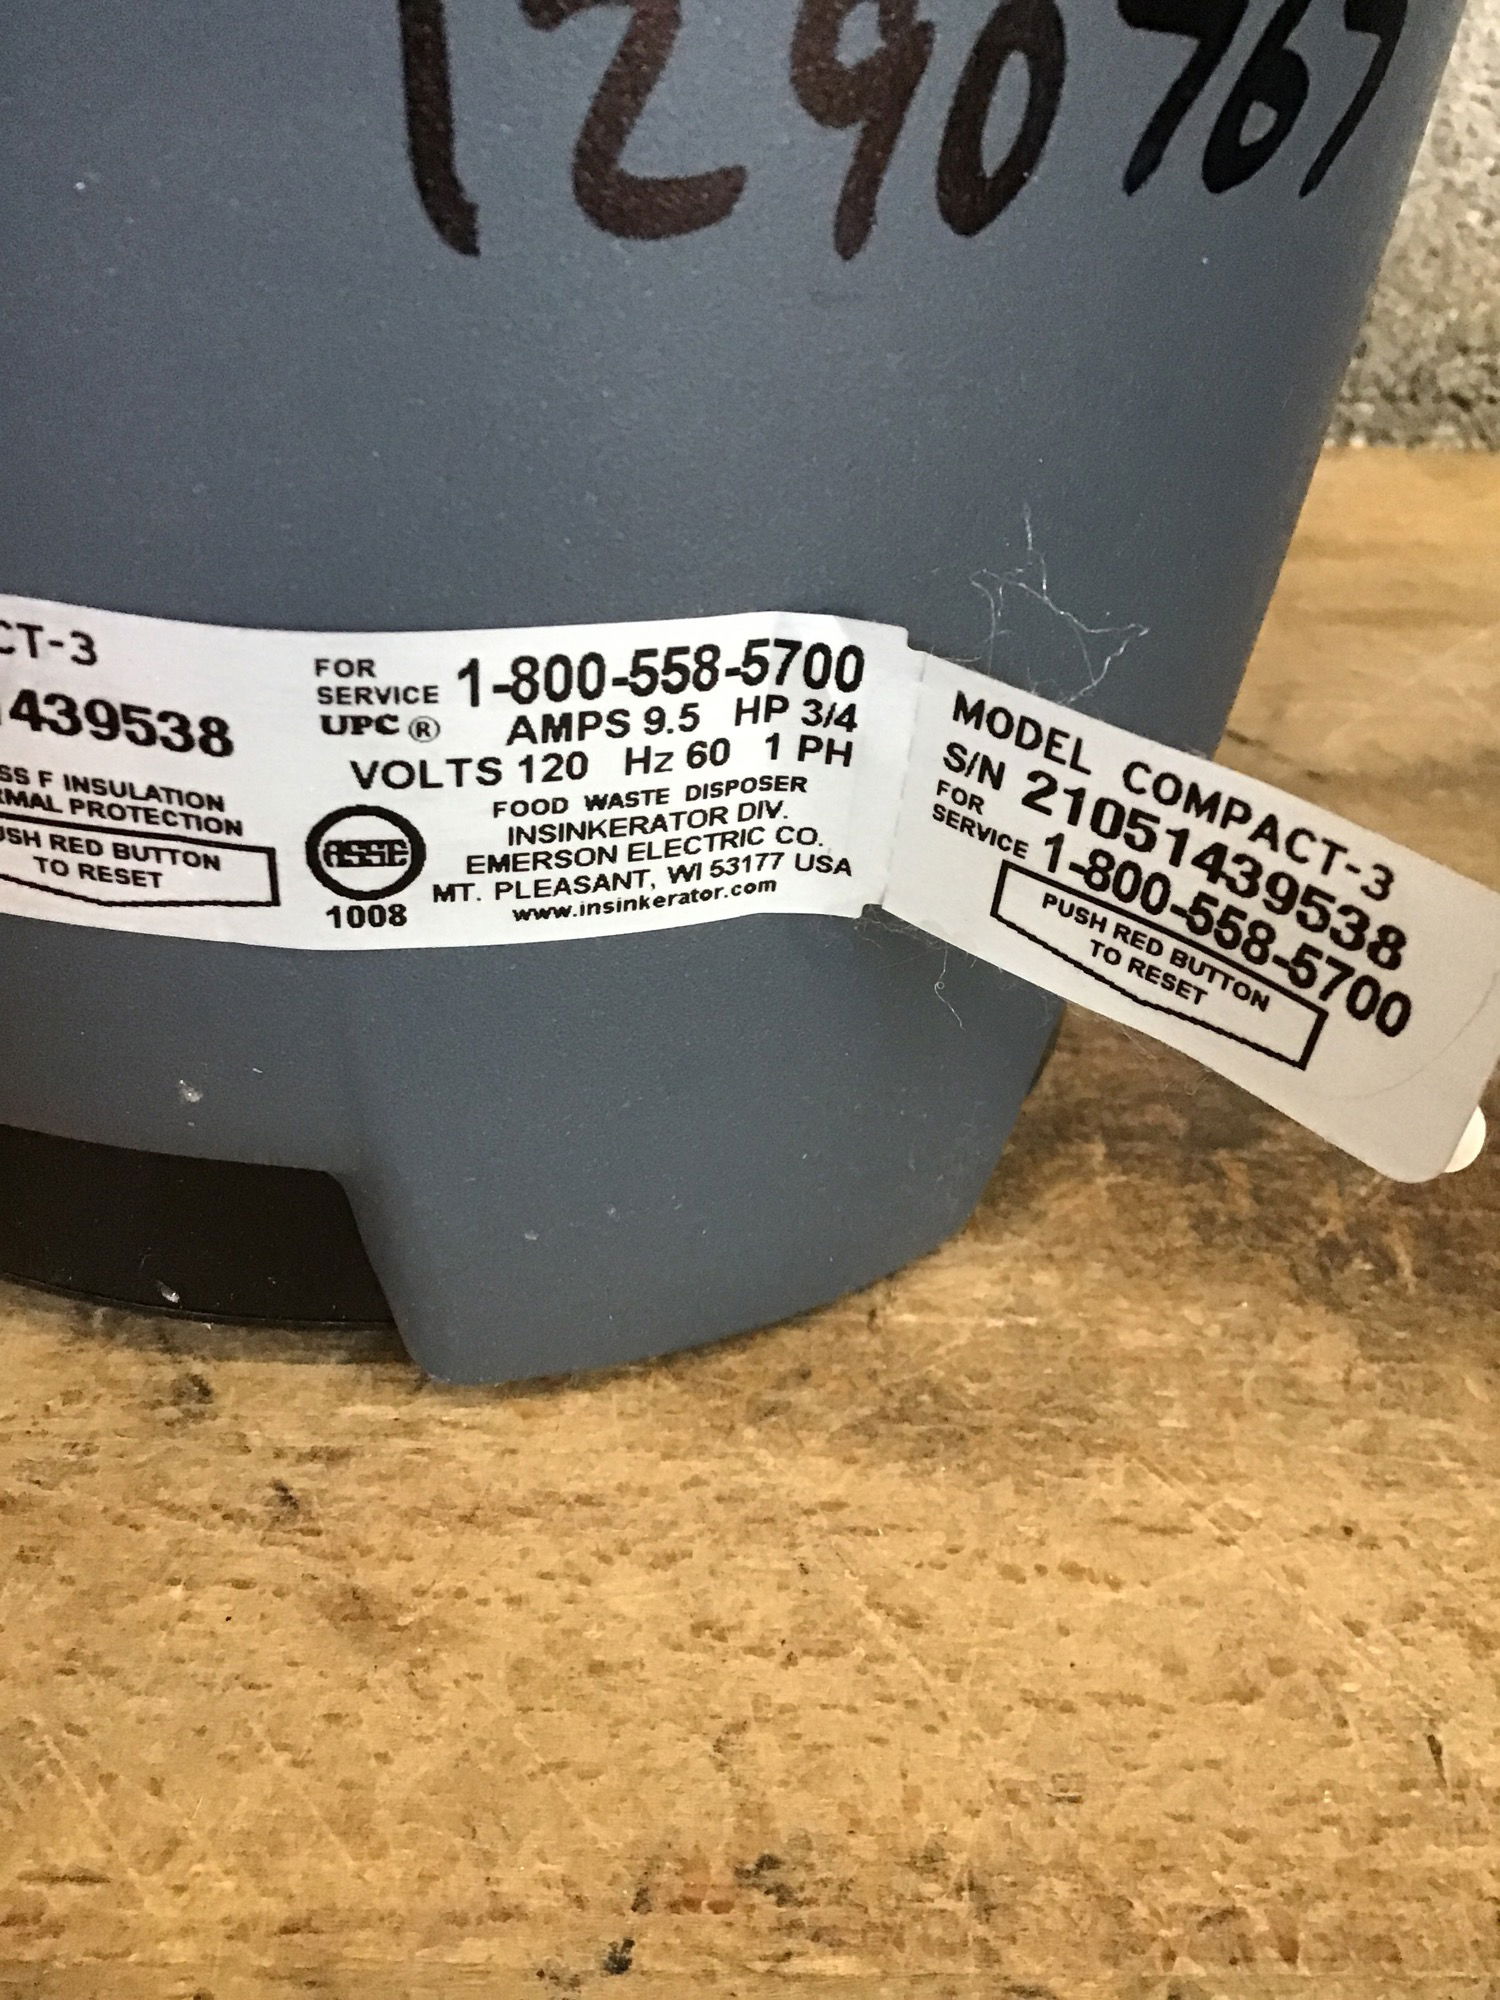 1290767
CT-3
1439538
SS F INSULATION
RMAL PROTECTION
USH RED BUTTON
TO RESET
FOR
SERVICE 1-800-558-5700
UPC ® AMPS 9.5 HP 3/4
VOLTS 120 Hz 60 1 PH
ASSE
1008
FOOD WASTE DISPOSER
INSINKERATOR DIV.
EMERSON ELECTRIC CO.
MT. PLEASANT, WI 53177 USA
www.insinkerator.com
MODEL COMPACT-3
S/N 21051439538
FOR
SERVICE 1-800-558-5700
PUSH RED BUTTON
TO RESET